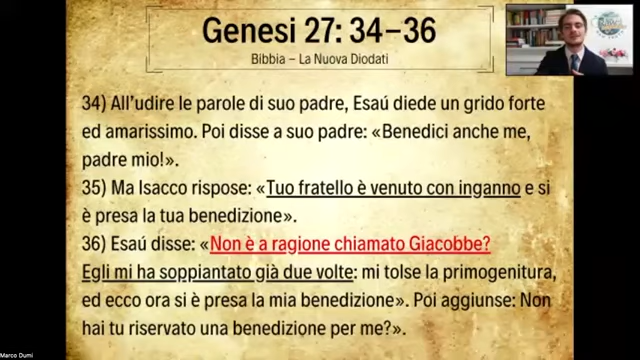 Genesi 27: 34–36
Bibbia – La Nuova Diodati
34) All’udire le parole di suo padre, Esaú diede un grido forte
ed amarissimo. Poi disse a suo padre: «Benedici anche me,
padre mio!».
35) Ma Isacco rispose: «Tuo fratello è venuto con inganno e si
è presa la tua benedizione».
36) Esaú disse: «Non è a ragione chiamato Giacobbe?
Egli mi ha soppiantato già due volte: mi tolse la primogenitura,
ed ecco ora si è presa la mia benedizione». Poi aggiunse: Non
hai tu riservato una benedizione per me?».
Marco Dumi